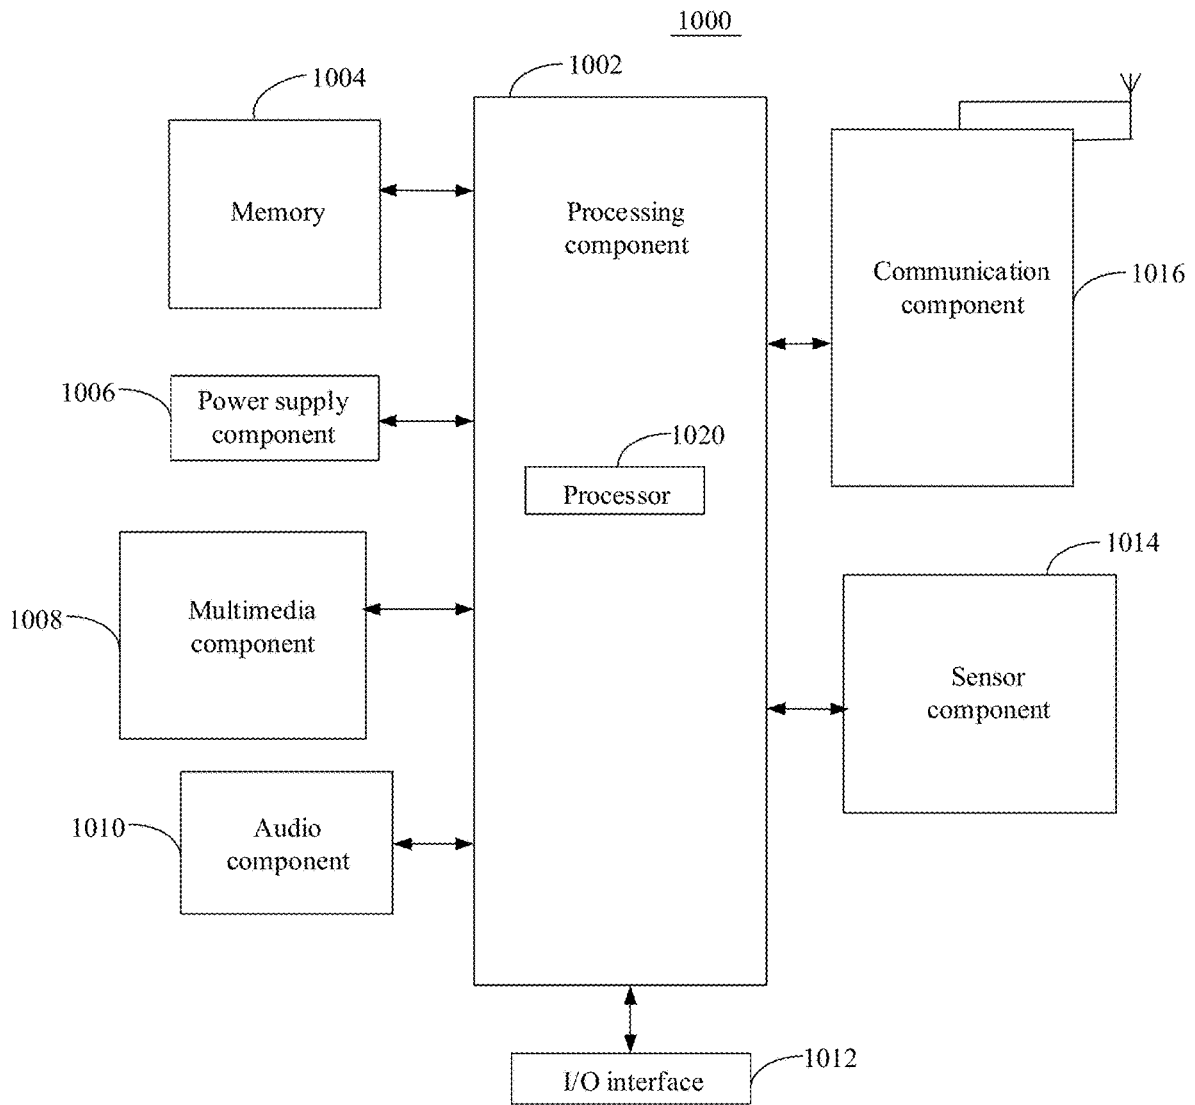 1000
1002
1004
Memory
Processing
component
Communication
component
1016
1006
Power supply
component
1020
Processor
1014
1008
Multimedia
component
Sensor
component
1010
Audio
component
1012
I/O interface